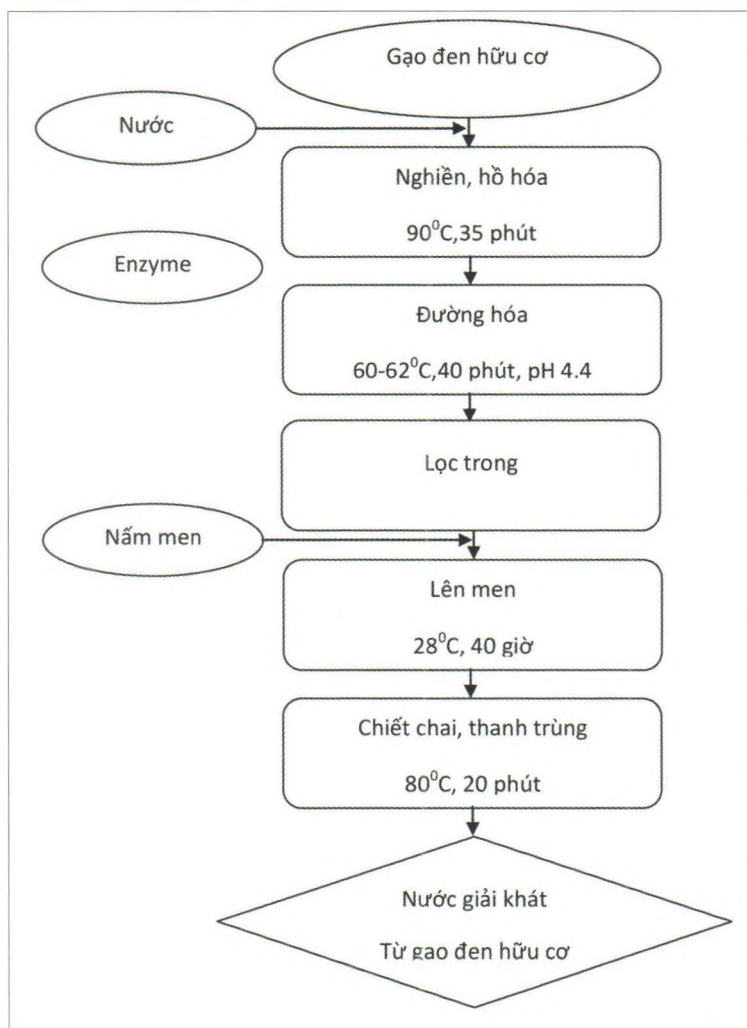 Gạo đen hữu cơ
Nước
Nghiền, hồ hóa
90⁰C,35 phút
Enzyme
Đường hóa
60-62⁰C,40 phút, pH 4.4
Lọc trong
Nấm men
Lên men
28⁰C, 40 giờ
Chiết chai, thanh trùng
80⁰C, 20 phút
Nước giải khát
Từ gao đen hữu cơ